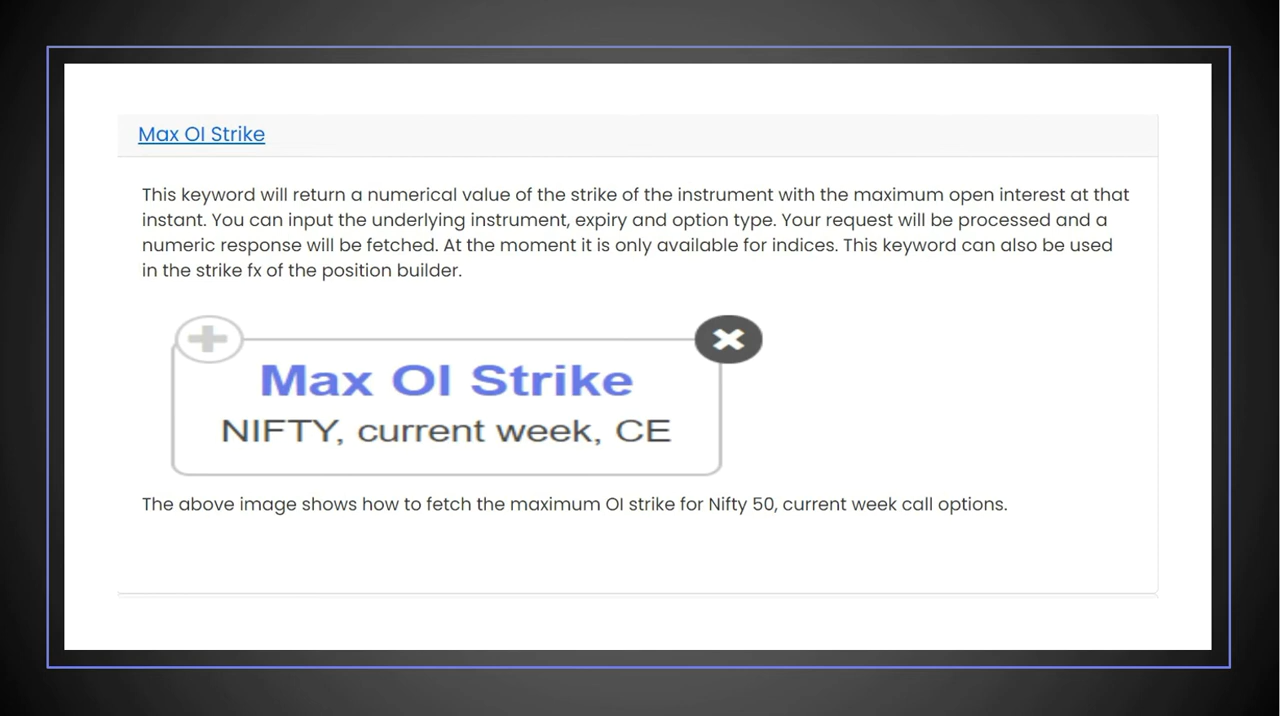 Max OI Strike
This keyword will return a numerical value of the strike of the instrument with the maximum open interest at that
instant. You can input the underlying instrument, expiry and option type. Your request will be processed and a
numeric response will be fetched. At the moment it is only available for indices. This keyword can also be used
in the strike fx of the position builder.
Max OI Strike
NIFTY, current week, CE
The above image shows how to fetch the maximum OI strike for Nifty 50, current week call options.